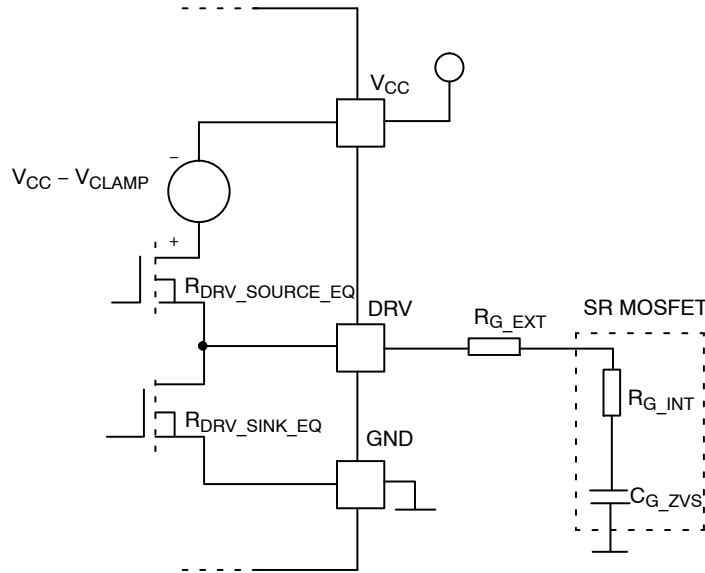 VCC
−
VCC − VCLAMP
+
RDRV_SOURCE_EQ
DRV
RG_EXT
SR MOSFET
RG_INT
RDRV_SINK_EQ
GND
CG_ZVS